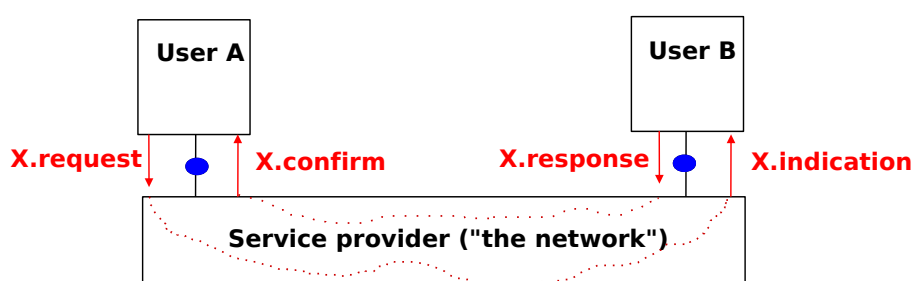 User A
User B
X.request
X.confirm
X.response
X.indication
Service provider ("the network")